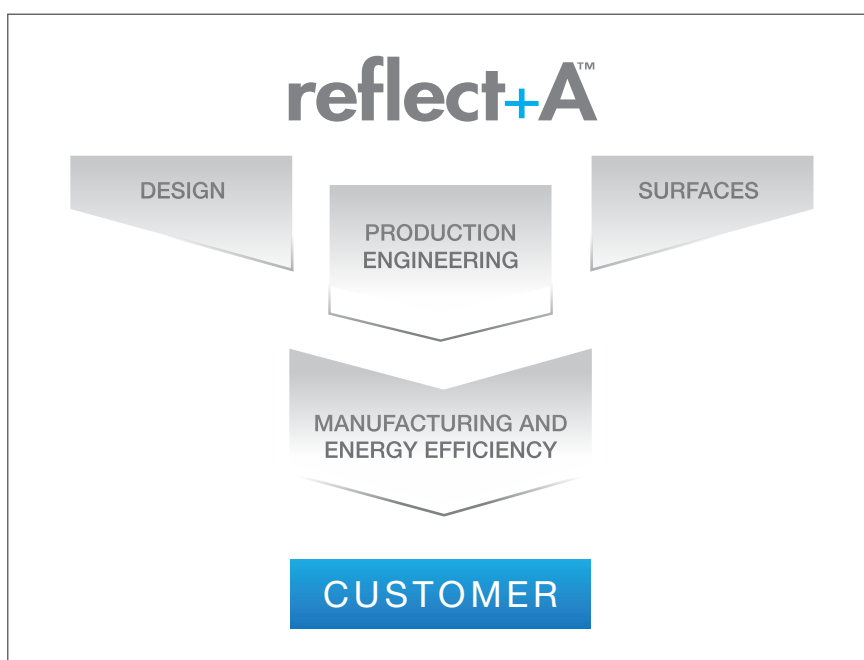 reflect+A™
DESIGN
SURFACES
PRODUCTION
ENGINEERING
MANUFACTURING AND
ENERGY EFFICIENCY
CUSTOMER